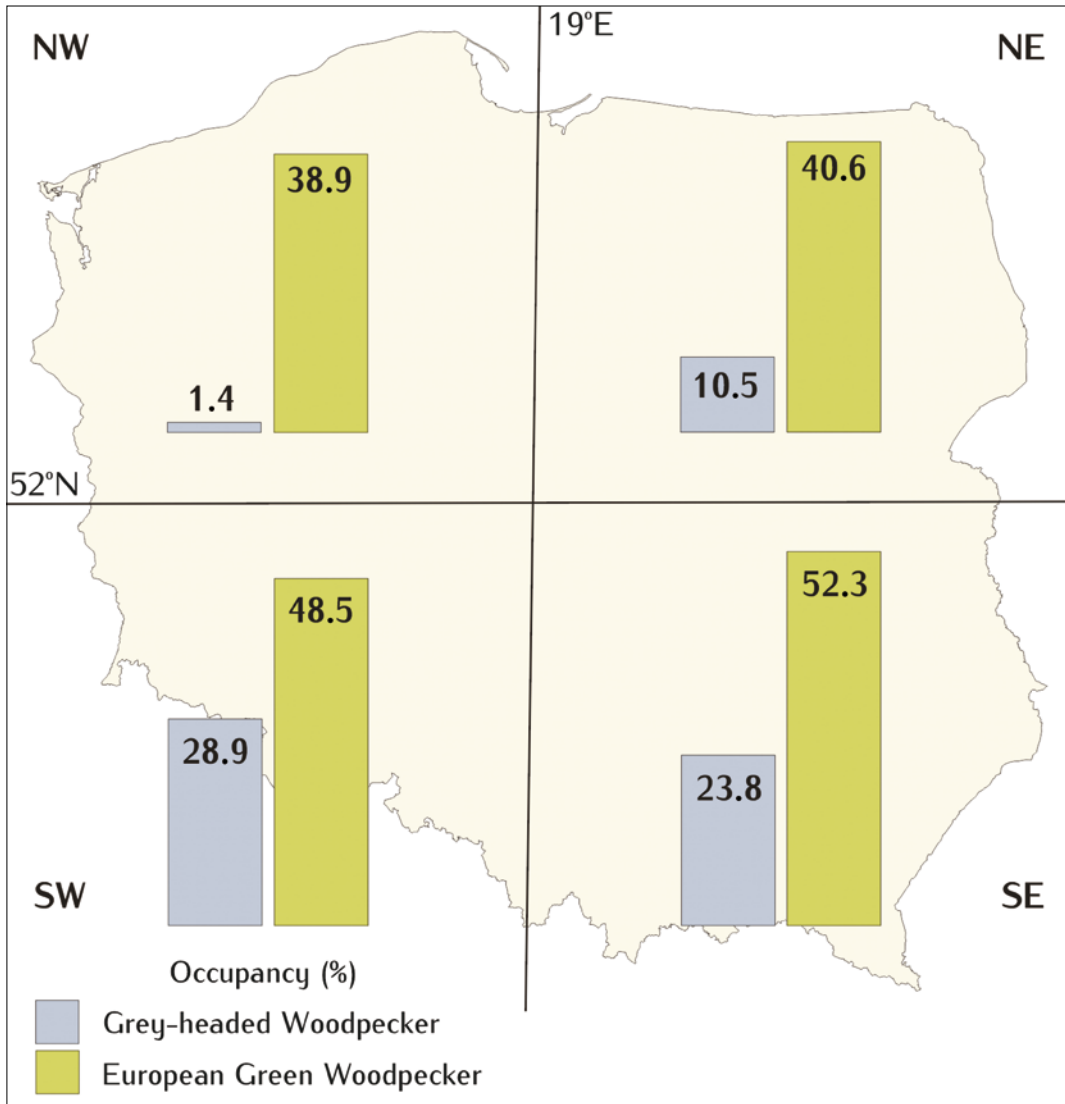 NW
19°E
NE
38.9
40.6
1.4
10.5
52°N
48.5
52.3
28.9
23.8
SW
SE
Occupancy (%)
Grey-headed Woodpecker
European Green Woodpecker